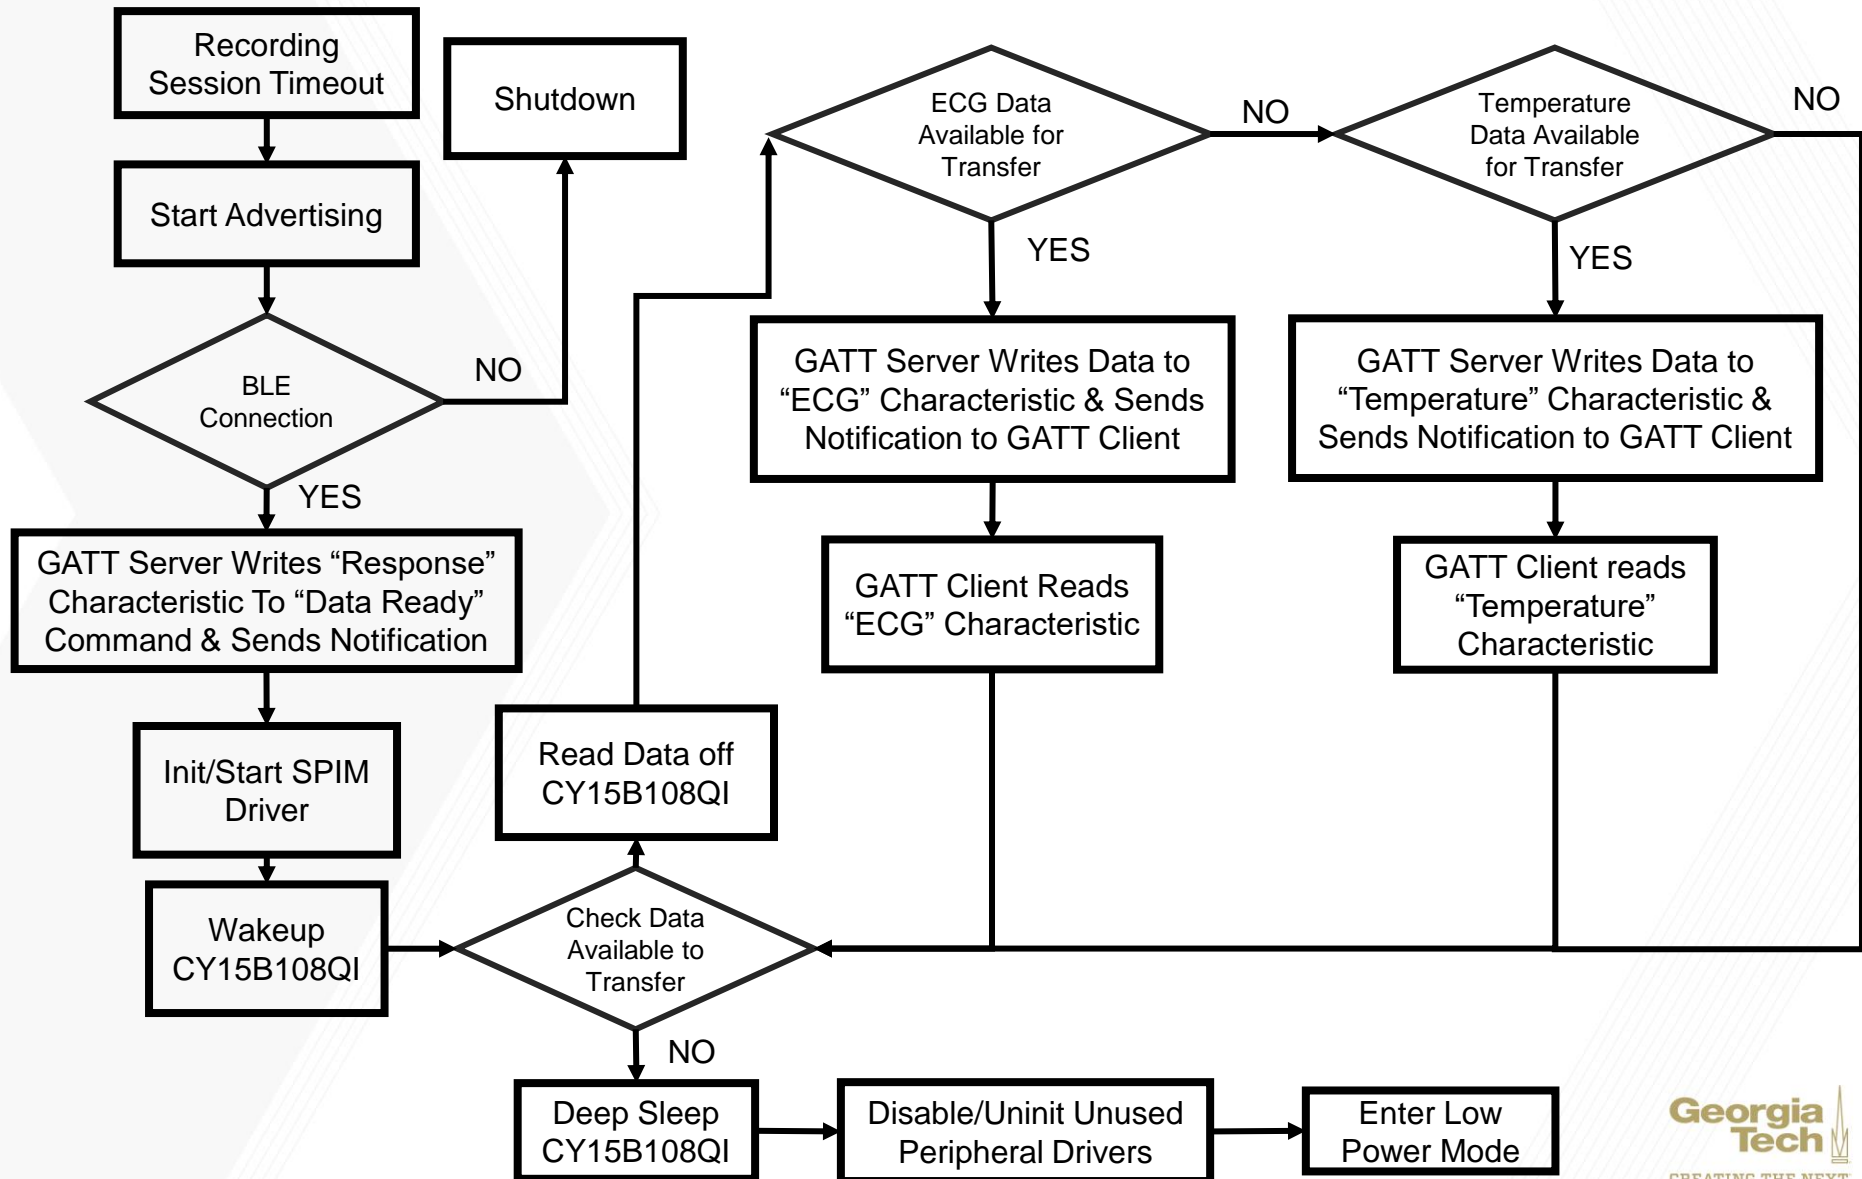 Recording
Session Timeout
Start Advertising
BLE
Connection
NO
Shutdown
YES
GATT Server Writes “Response”
Characteristic To “Data Ready”
Command & Sends Notification
Init/Start SPIM
Driver
Wakeup
CY15B108QI
Check Data
Available to
Transfer
Read Data off
CY15B108QI
ECG Data
Available for
Transfer
NO
YES
GATT Server Writes Data to
“ECG” Characteristic & Sends
Notification to GATT Client
GATT Client Reads
“ECG” Characteristic
Temperature
Data Available
for Transfer
NO
YES
GATT Server Writes Data to
“Temperature” Characteristic &
Sends Notification to GATT Client
GATT Client reads
“Temperature”
Characteristic
NO
Deep Sleep
CY15B108QI
Disable/Uninit Unused
Peripheral Drivers
Enter Low
Power Mode
Georgia
Tech
CREATING THE NEXT